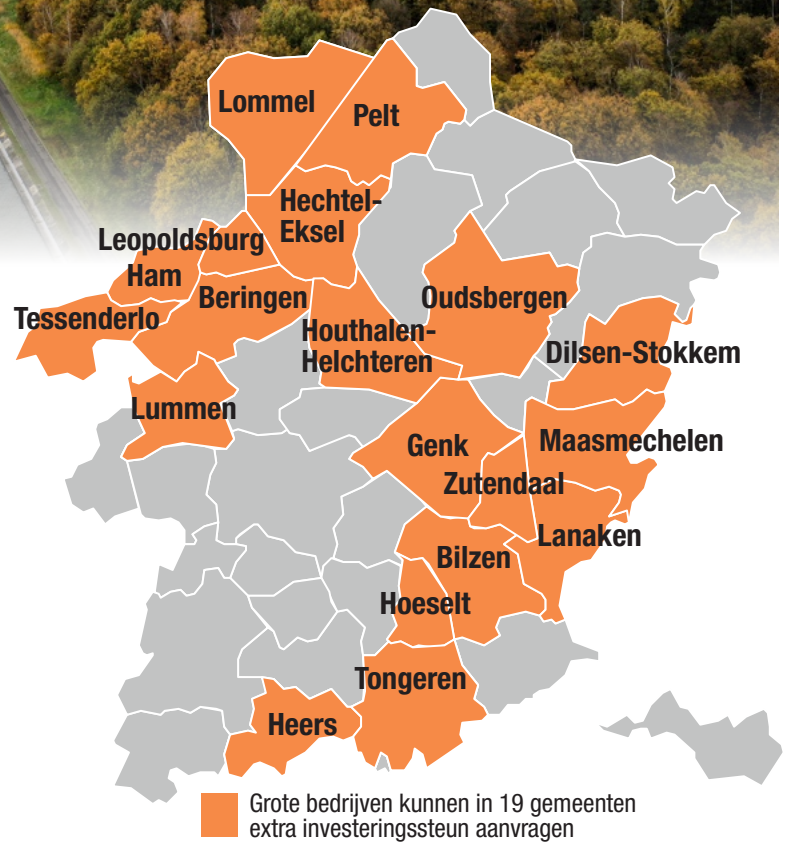 Lommel
Pelt
Hechtel-
Eksel
Leopoldsburg
Ham
Beringen
Oudsbergen
Tessenderlo
Houthalen-
Helchteren
Dilsen-Stokkem
Lummen
Genk
Maasmechelen
Zutendaal
Lanaken
Bilzen
Hoeselt
Tongeren
Heers
Grote bedrijven kunnen in 19 gemeenten
extra investeringssteun aanvragen